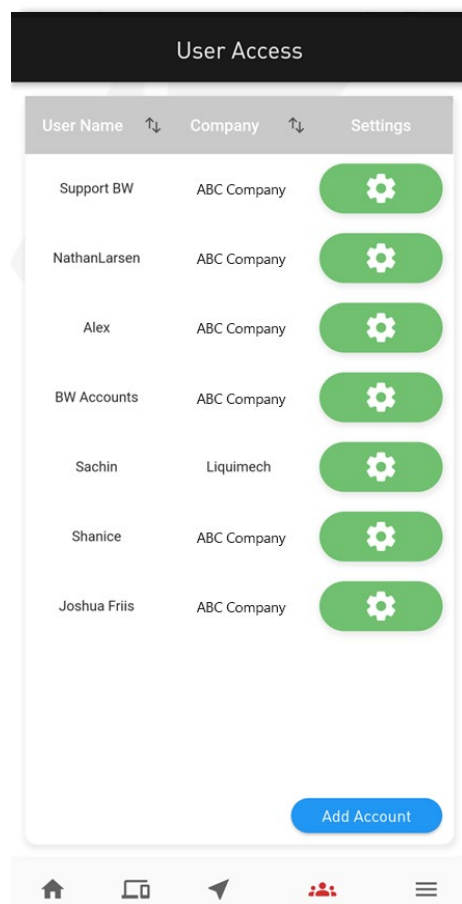 User Access
User Name Company Settings
Support BW ABC Company
NathanLarsen ABC Company
Alex ABC Company
BW Accounts ABC Company
Sachin Liquimech
Shanice ABC Company
Joshua Friis ABC Company
Add Account